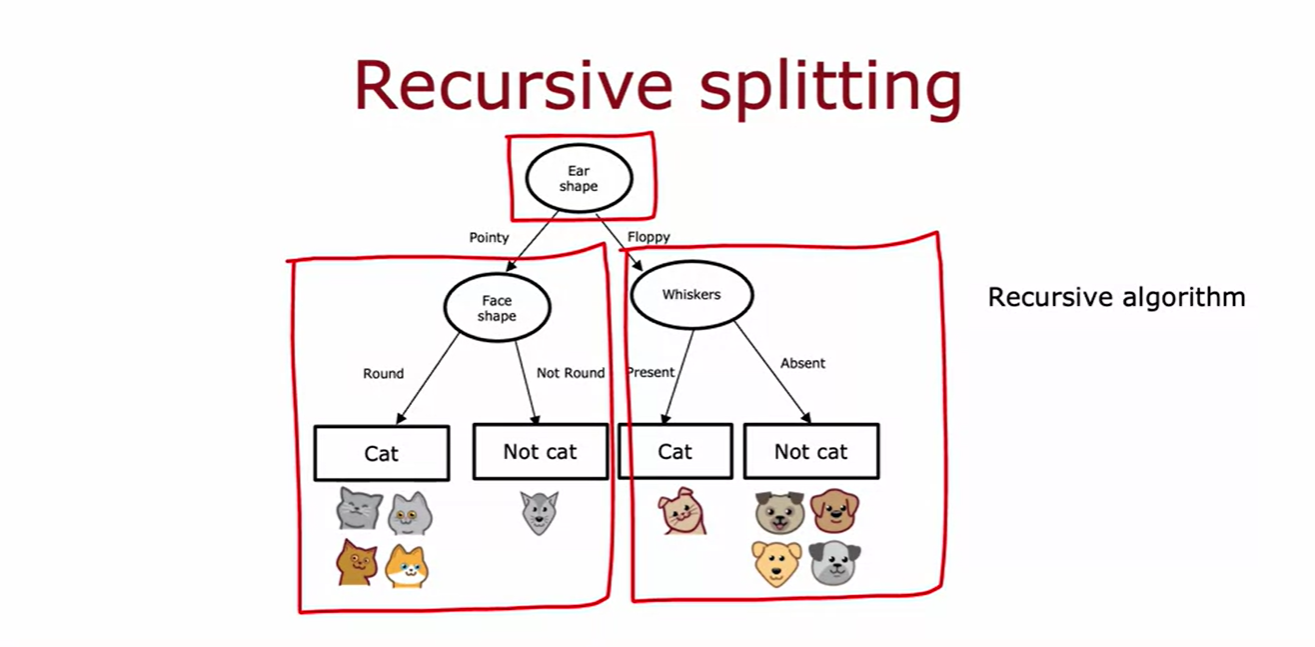 Recursive splitting
Ear
shape
Pointy
Floppy
Face
shape
Whiskers
Recursive algorithm
Round
Not Round
Present
Absent
Cat
Not cat
Cat
Not cat